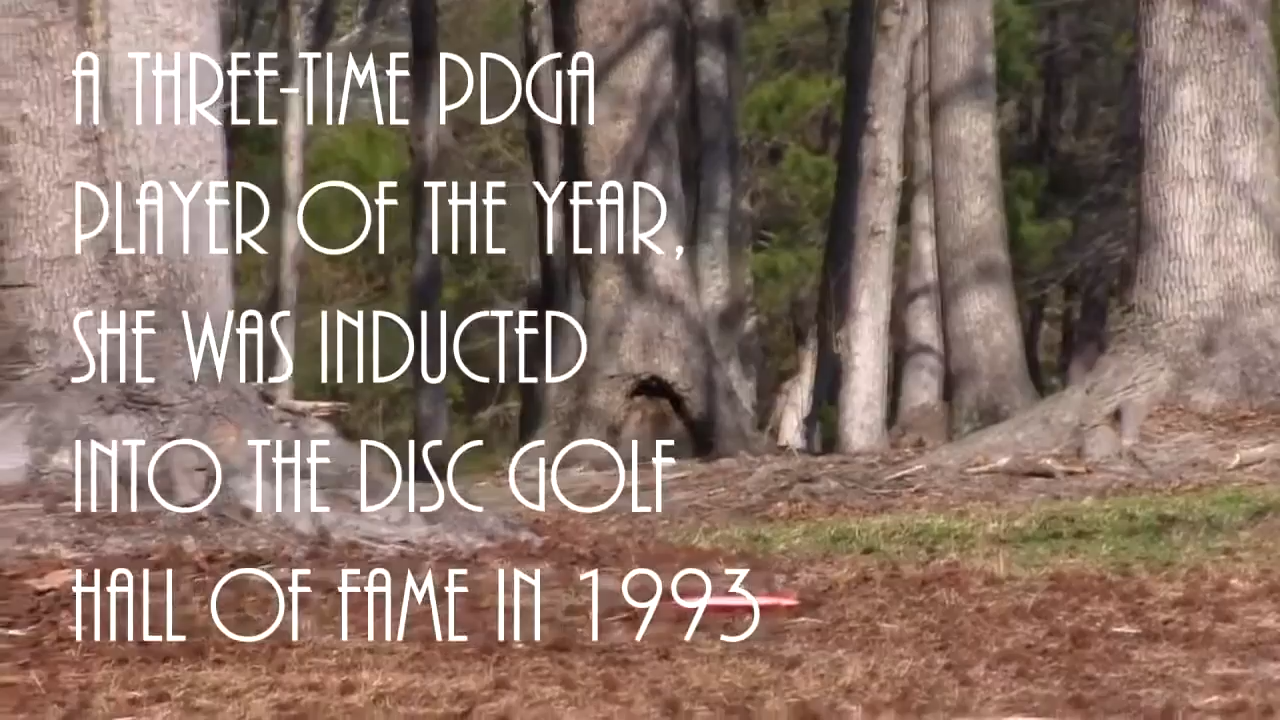 A THREE-TIME PDGA
PLAYER OF THE YEAR,
SHE WAS INDUCTED
INTO THE DISC GOLF
HALL OF FAME IN 1993